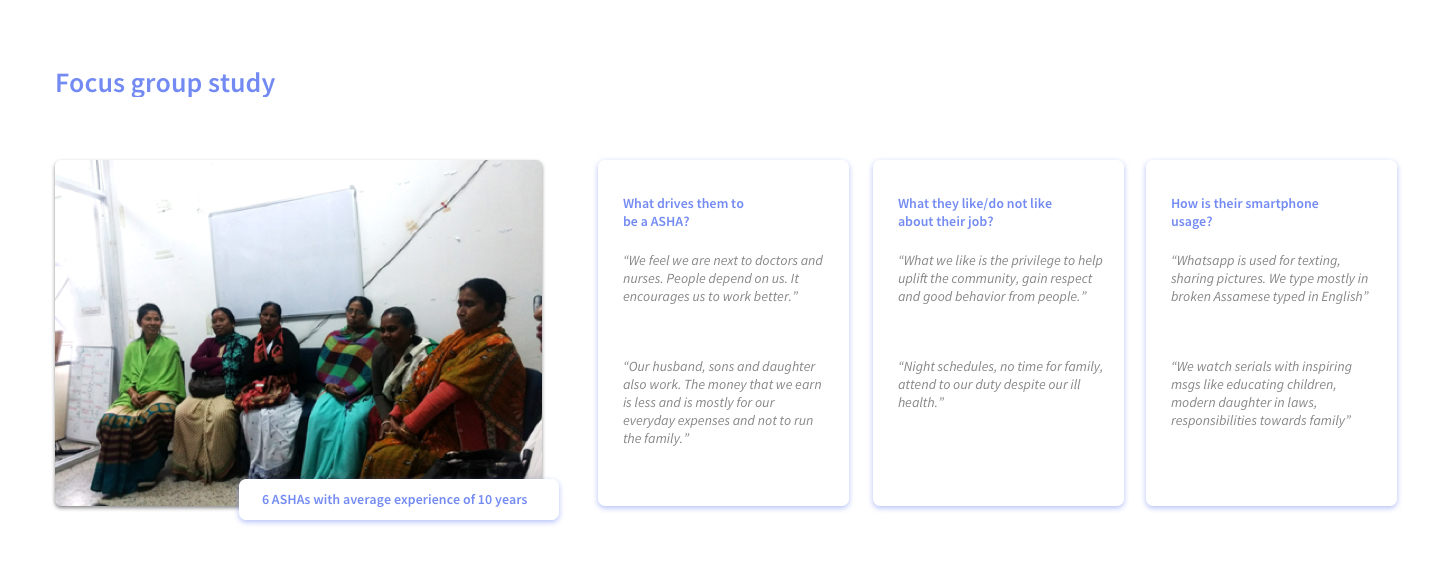 Focus group study
6 ASHAs with average experience of 10 years
What drives them to
be a ASHA?
“We feel we are next to doctors and
nurses. People depend on us. It
encourages us to work better.”
“Our husband, sons and daughter
also work. The money that we earn
is less and is mostly for our
everyday expenses and not to run
the family.”
What they like/do not like
about their job?
“What we like is the privilege to help
uplift the community, gain respect
and good behavior from people.”
“Night schedules, no time for family,
attend to our duty despite our ill
health.”
How is their smartphone
usage?
“Whatsapp is used for texting,
sharing pictures. We type mostly in
broken Assamese typed in English”
“We watch serials with inspiring
msgs like educating children,
modern daughter in laws,
responsibilities towards family”